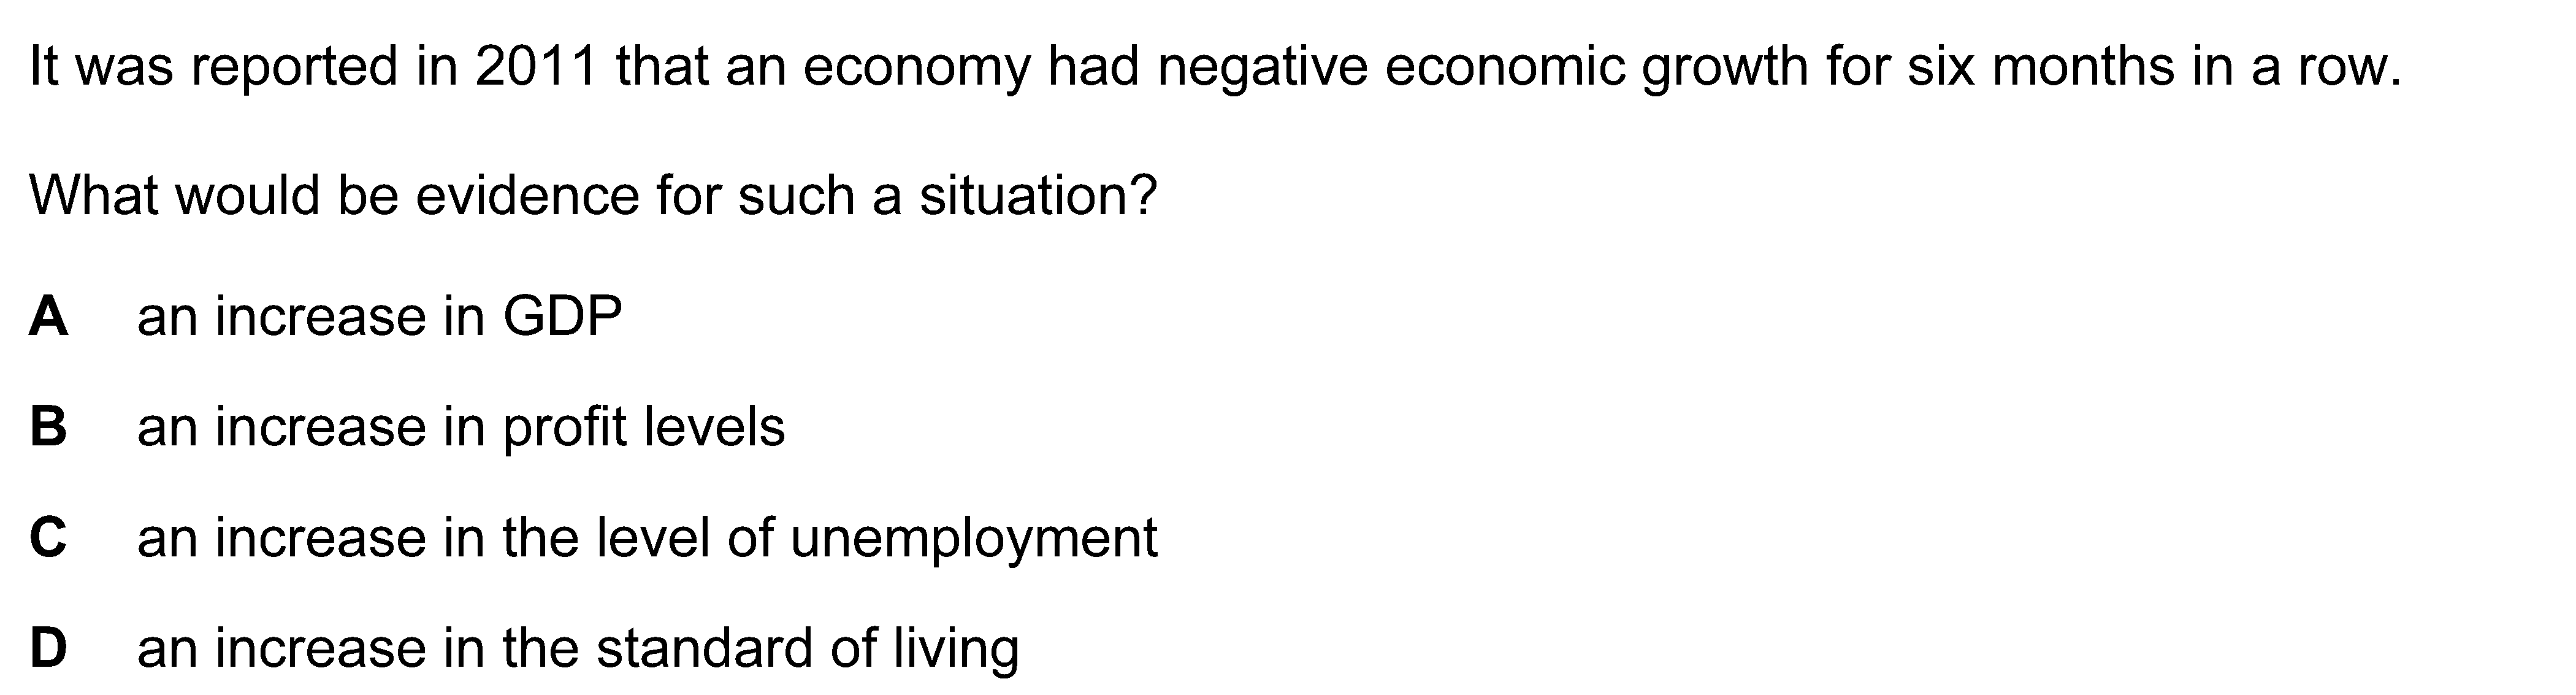 It was reported in 2011 that an economy had negative economic growth for six months in a row.
What would be evidence for such a situation?
A an increase in GDP
B an increase in profit levels
C an increase in the level of unemployment
D an increase in the standard of living